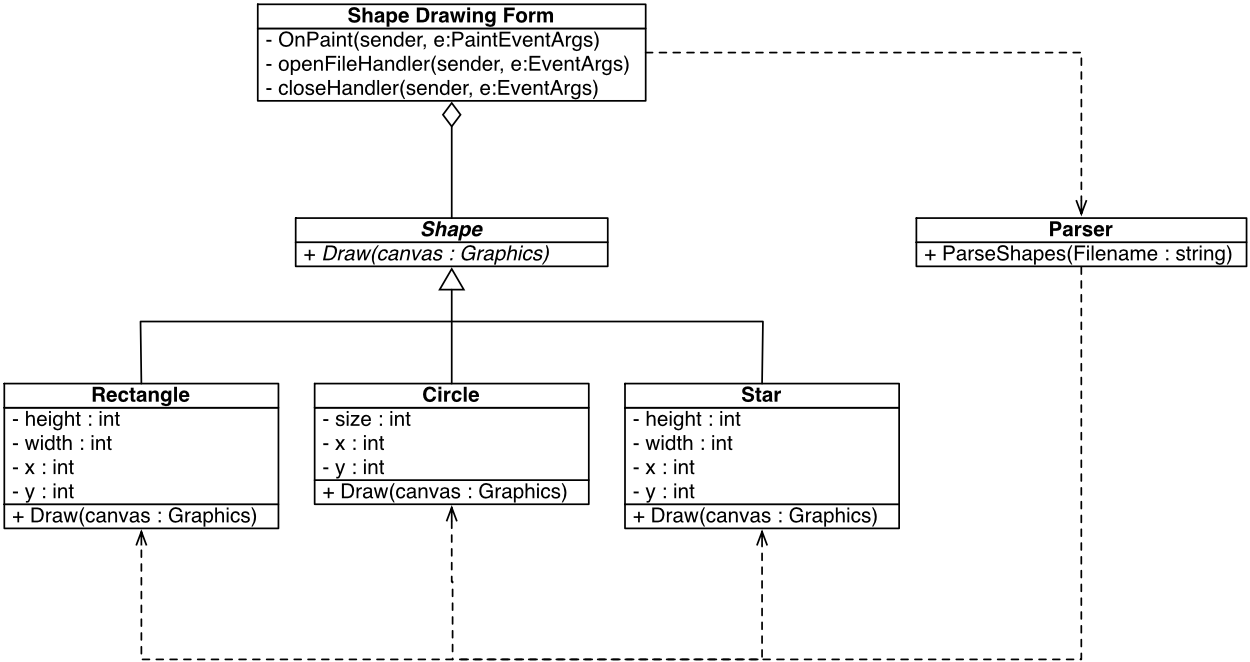 Shape Drawing Form
- OnPaint(sender, e:PaintEventArgs)
- openFileHandler(sender, e:EventArgs)
- closeHandler(sender, e:EventArgs)
Shape
+ Draw(canvas : Graphics)
Parser
+ ParseShapes(Filename : string)
Rectangle
- height : int
- width : int
- x : int
- y : int
+ Draw(canvas : Graphics)
Circle
- size : int
- x : int
- y : int
+ Draw(canvas : Graphics)
Star
- height : int
- width : int
- x : int
- y : int
+ Draw(canvas : Graphics)